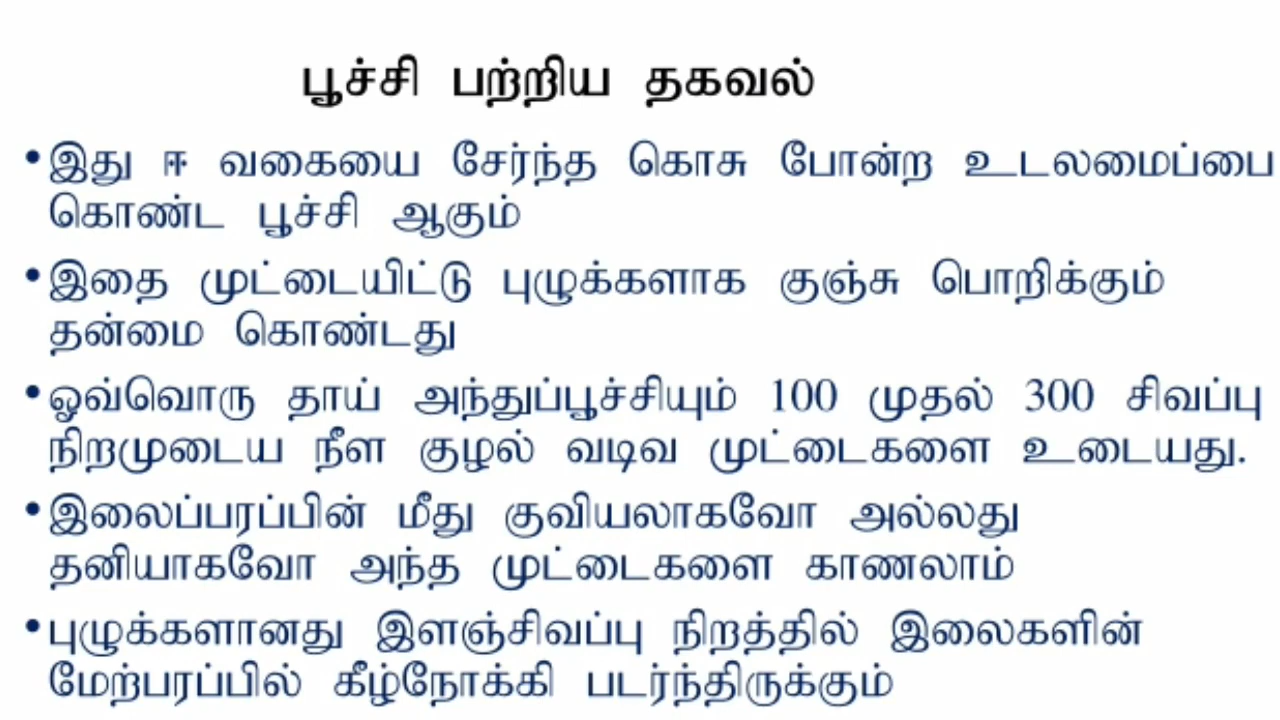 பூச்சி பற்றிய தகவல்
•இது ஈ வகையை சேர்ந்த கொசு போன்ற உடலமைப்பை
கொண்ட பூச்சி ஆகும்
•இதை முட்டையிட்டு புழுக்களாக குஞ்சு பொறிக்கும்
தன்மை கொண்டது
•ஒவ்வொரு தாய் அந்துப்பூச்சியும் 100 முதல் 300 சிவப்பு
நிறமுடைய நீள குழல் வடிவ முட்டைகளை உடையது.
•இலைப்பரப்பின் மீது குவியலாகவோ அல்லது
தனியாகவோ அந்த முட்டைகளை காணலாம்
•புழுக்களானது இளஞ்சிவப்பு நிறத்தில் இலைகளின்
மேற்பரப்பில் கீழ்நோக்கி படர்ந்திருக்கும்